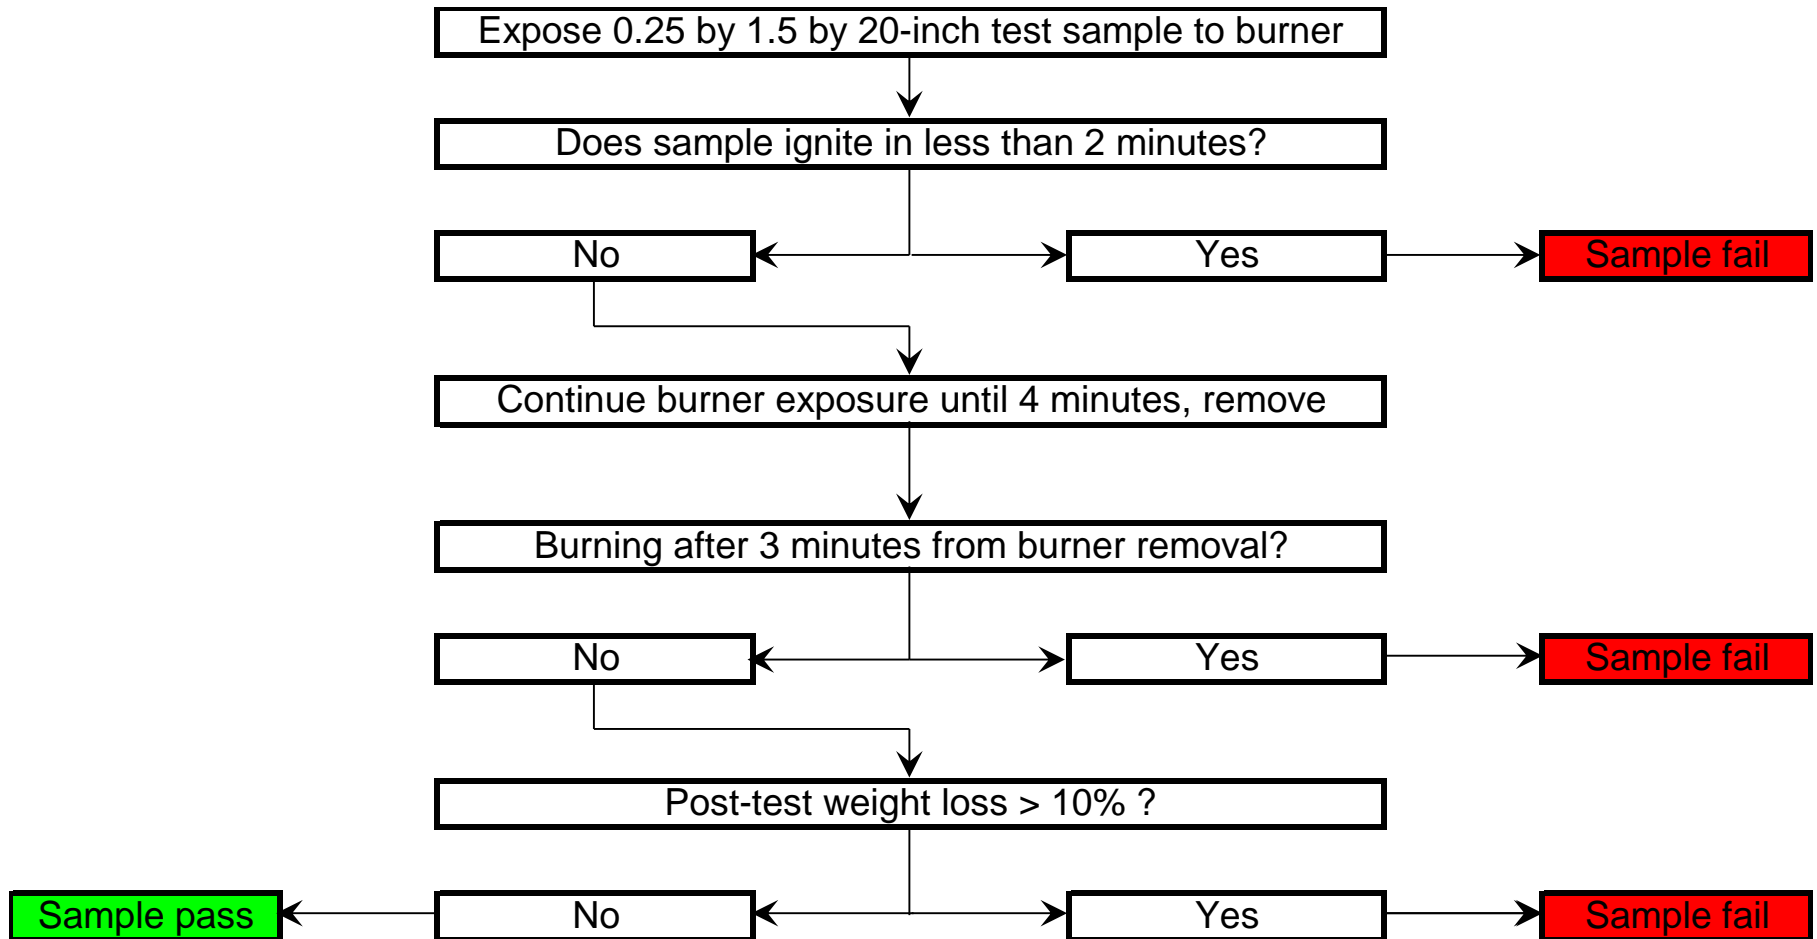 Expose 0.25 by 1.5 by 20-inch test sample to burner
Does sample ignite in less than 2 minutes?
No
Yes
Sample fail
Continue burner exposure until 4 minutes, remove
Burning after 3 minutes from burner removal?
No
Yes
Sample fail
Post-test weight loss > 10% ?
Sample pass
No
Yes
Sample fail